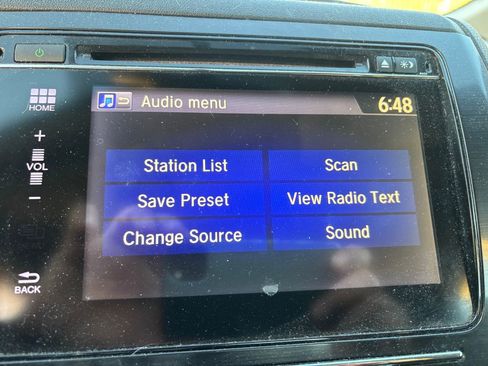 Audio menu 6:48
HOME
+
VOL
−
BACK
Station List Scan
Save Preset View Radio Text
Change Source Sound